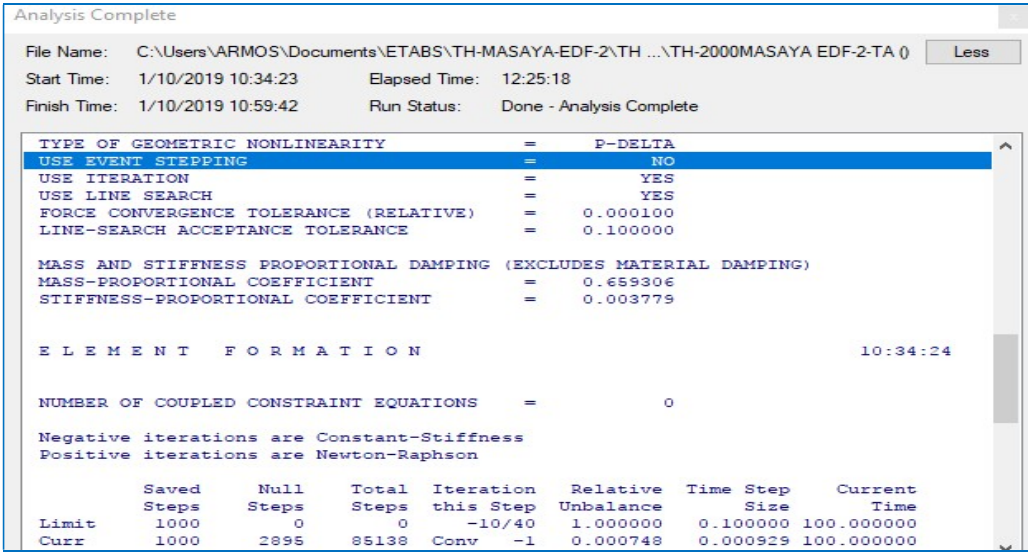 Analysis Complete
x
File Name: C:\Users\ARMOS\Documents\ETABS\TH-MASAYA-EDF-2\TH ...\TH-2000MASAYA EDF-2-TA () Less
Start Time: 1/10/2019 10:34:23 Elapsed Time: 12:25:18
Finish Time: 1/10/2019 10:59:42 Run Status: Done - Analysis Complete
TYPE OF GEOMETRIC NONLINEARITY = P-DELTA
USE EVENT STEPPING = NO
USE ITERATION = YES
USE LINE SEARCH = YES
FORCE CONVERGENCE TOLERANCE (RELATIVE) = 0.000100
LINE-SEARCH ACCEPTANCE TOLERANCE = 0.100000
MASS AND STIFFNESS PROPORTIONAL DAMPING (EXCLUDES MATERIAL DAMPING)
MASS-PROPORTIONAL COEFFICIENT = 0.659306
STIFFNESS-PROPORTIONAL COEFFICIENT = 0.003779
E L E M E N T F O R M A T I O N 10:34:24
NUMBER OF COUPLED CONSTRAINT EQUATIONS = 0
Negative iterations are Constant-Stiffness
Positive iterations are Newton-Raphson
Saved Null Total Iteration Relative Time Step Current
Steps Steps Steps this Step Unbalance Size Time
Limit 1000 0 0 -10/40 1.000000 0.100000 100.000000
Curr 1000 2895 85138 Conv -1 0.000748 0.000929 100.000000